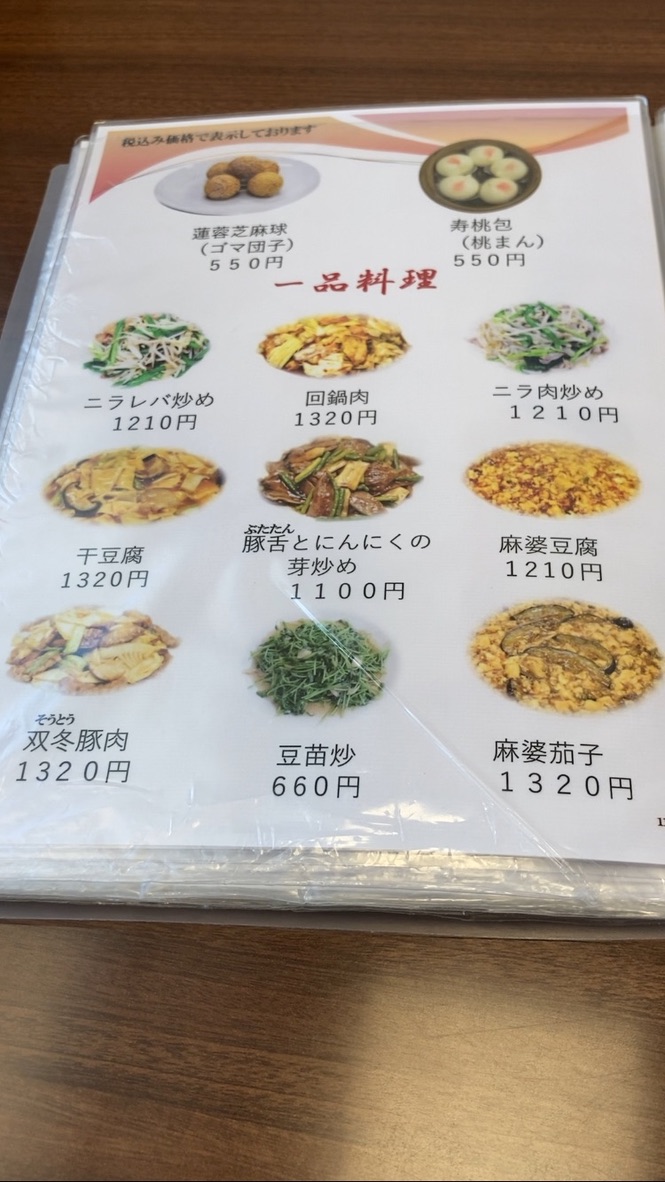 税込み価格で表示しております
蓮蓉芝麻球
（ゴマ団子）
５５０円
寿桃包
（桃まん）
550円
一品料理
ニラレバ炒め
1210円
回鍋肉
1320円
ニラ肉炒め
１２１０円
干豆腐
1320円
ぶたたん
豚舌とにんにくの
芽炒め
１１００円
麻婆豆腐
1210円
そうとう
双冬豚肉
1320円
豆苗炒
660円
麻婆茄子
１３２０円